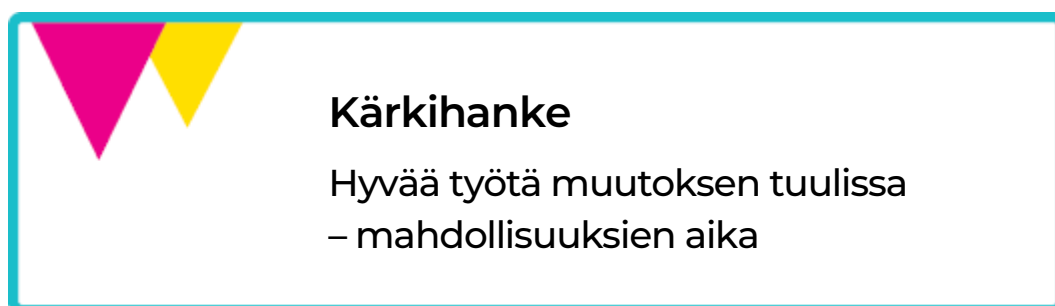 Kärkihanke
Hyvää työtä muutoksen tuulissa
– mahdollisuuksien aika